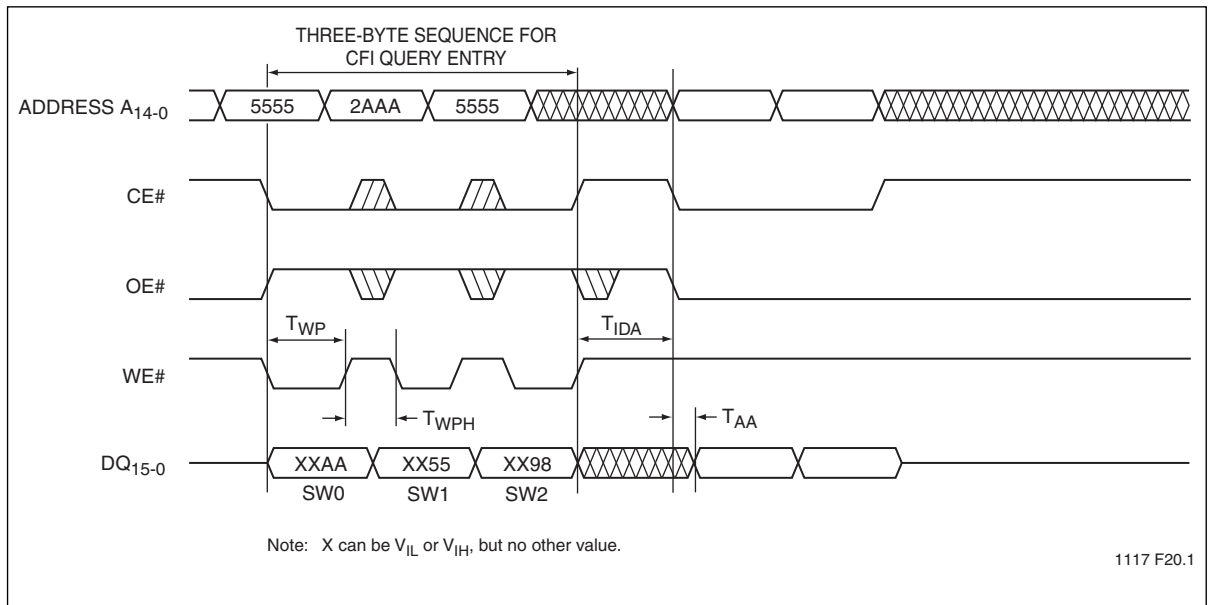 THREE-BYTE SEQUENCE FOR
CFI QUERY ENTRY
ADDRESS A14-0
5555 2AAA 5555
CE#
OE#
TWP TIDA
WE#
TWPH TAA
DQ15-0 XXAA XX55 XX98
SW0 SW1 SW2
Note: X can be VIL or VIH, but no other value.
1117 F20.1